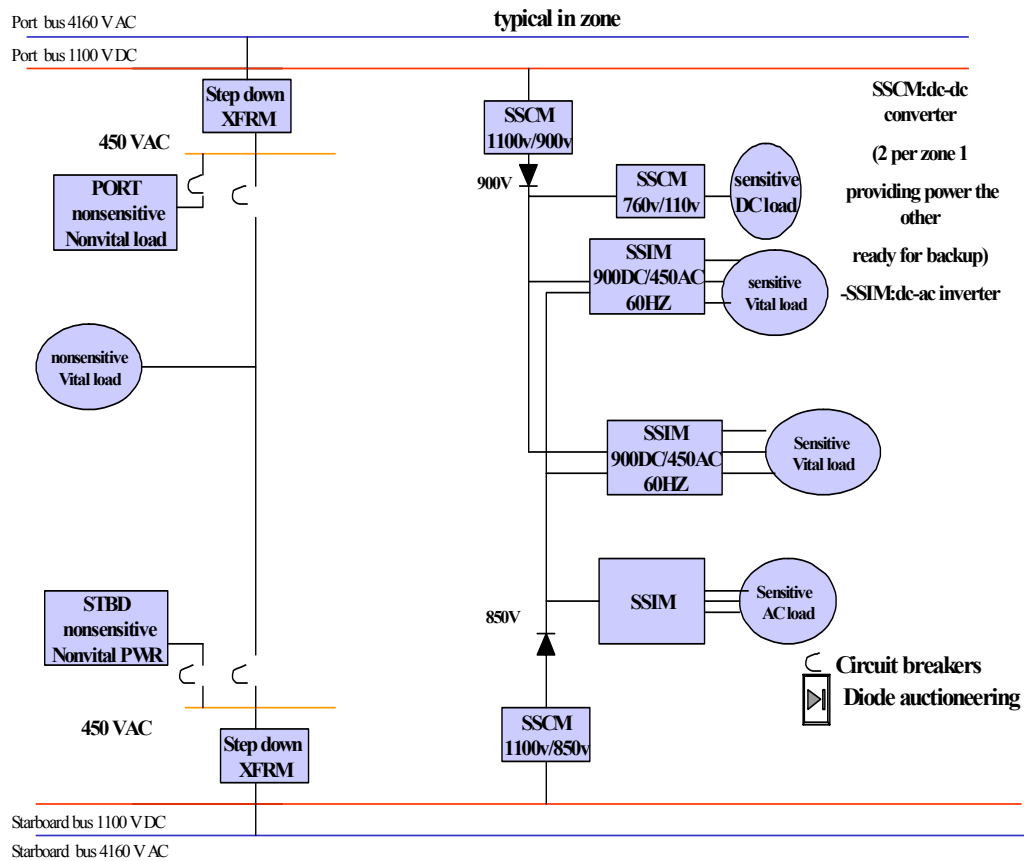 Port bus 4160 V AC
typical in zone
Port bus 1100 V DC
Step down
XFRM
450 VAC
PORT
nonsensitive
Nonvital load
nonsensitive
Vital load
STBD
nonsensitive
Nonvital PWR
450 VAC
Step down
XFRM
SSCM
1100v/900v
900V
SSCM
760v/110v
sensitive
DC load
SSIM
900DC/450AC
60HZ
sensitive
Vital load
SSIM
900DC/450AC
60HZ
Sensitive
Vital load
850V
SSIM
Sensitive
AC load
SSCM
1100v/850v
SSCM:dc-dc
converter
(2 per zone 1
providing power the
other
ready for backup)
-SSIM:dc-ac inverter
Circuit breakers
Diode auctioneering
Starboard bus 1100 V DC
Starboard bus 4160 V AC